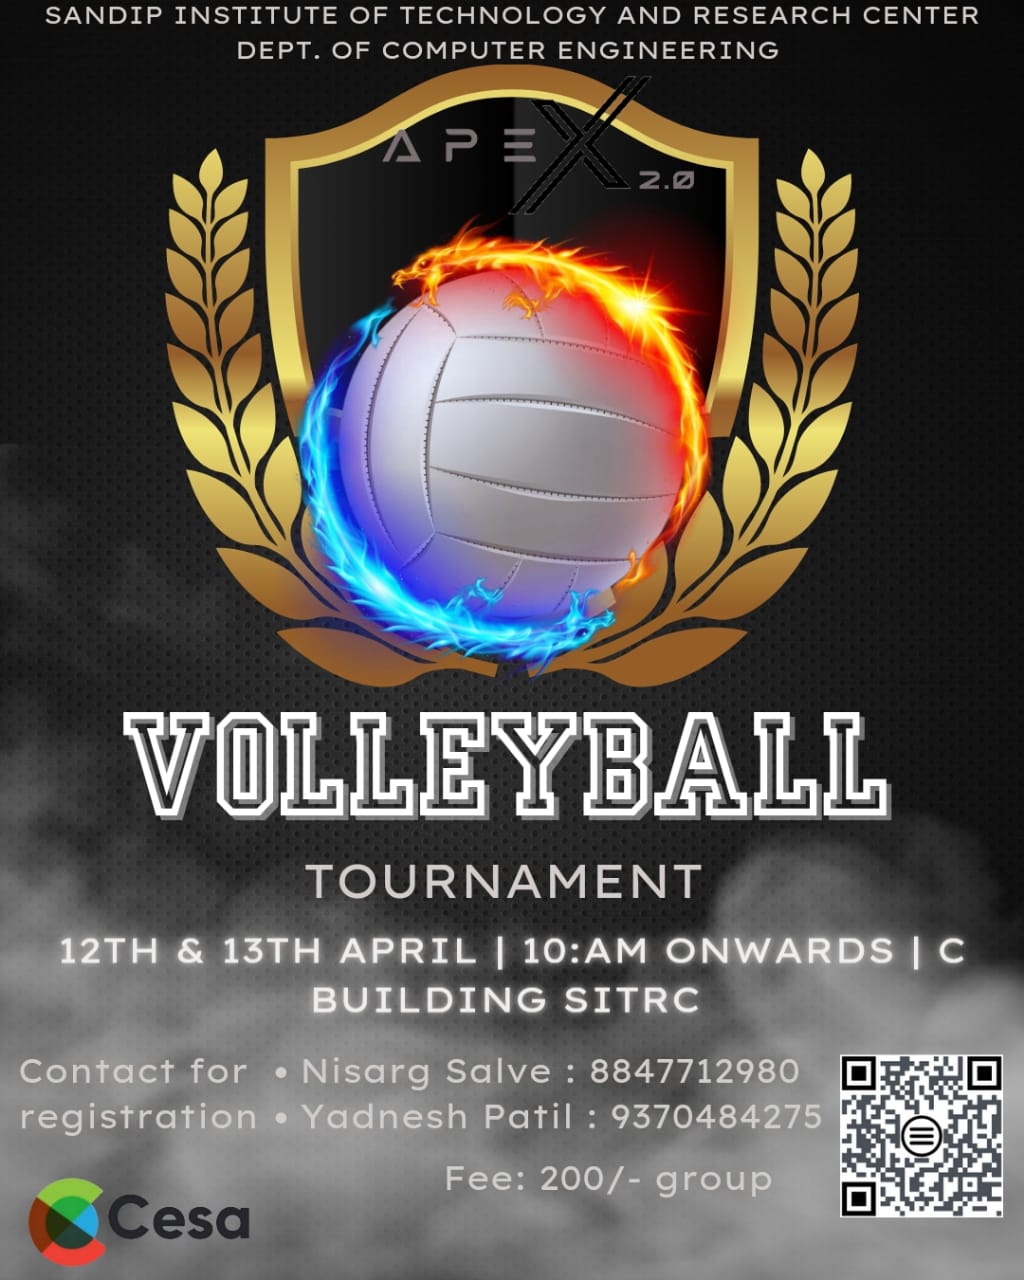 SANDIP INSTITUTE OF TECHNOLOGY AND RESEARCH CENTER
DEPT. OF COMPUTER ENGINEERING
APEX
2.0
VOLLEYBALL
TOURNAMENT
12TH & 13TH APRIL | 10:AM ONWARDS | C
BUILDING SITRC
Contact for • Nisarg Salve : 8847712980
registration • Yadnesh Patil : 9370484275
Fee: 200/- group
Cesa